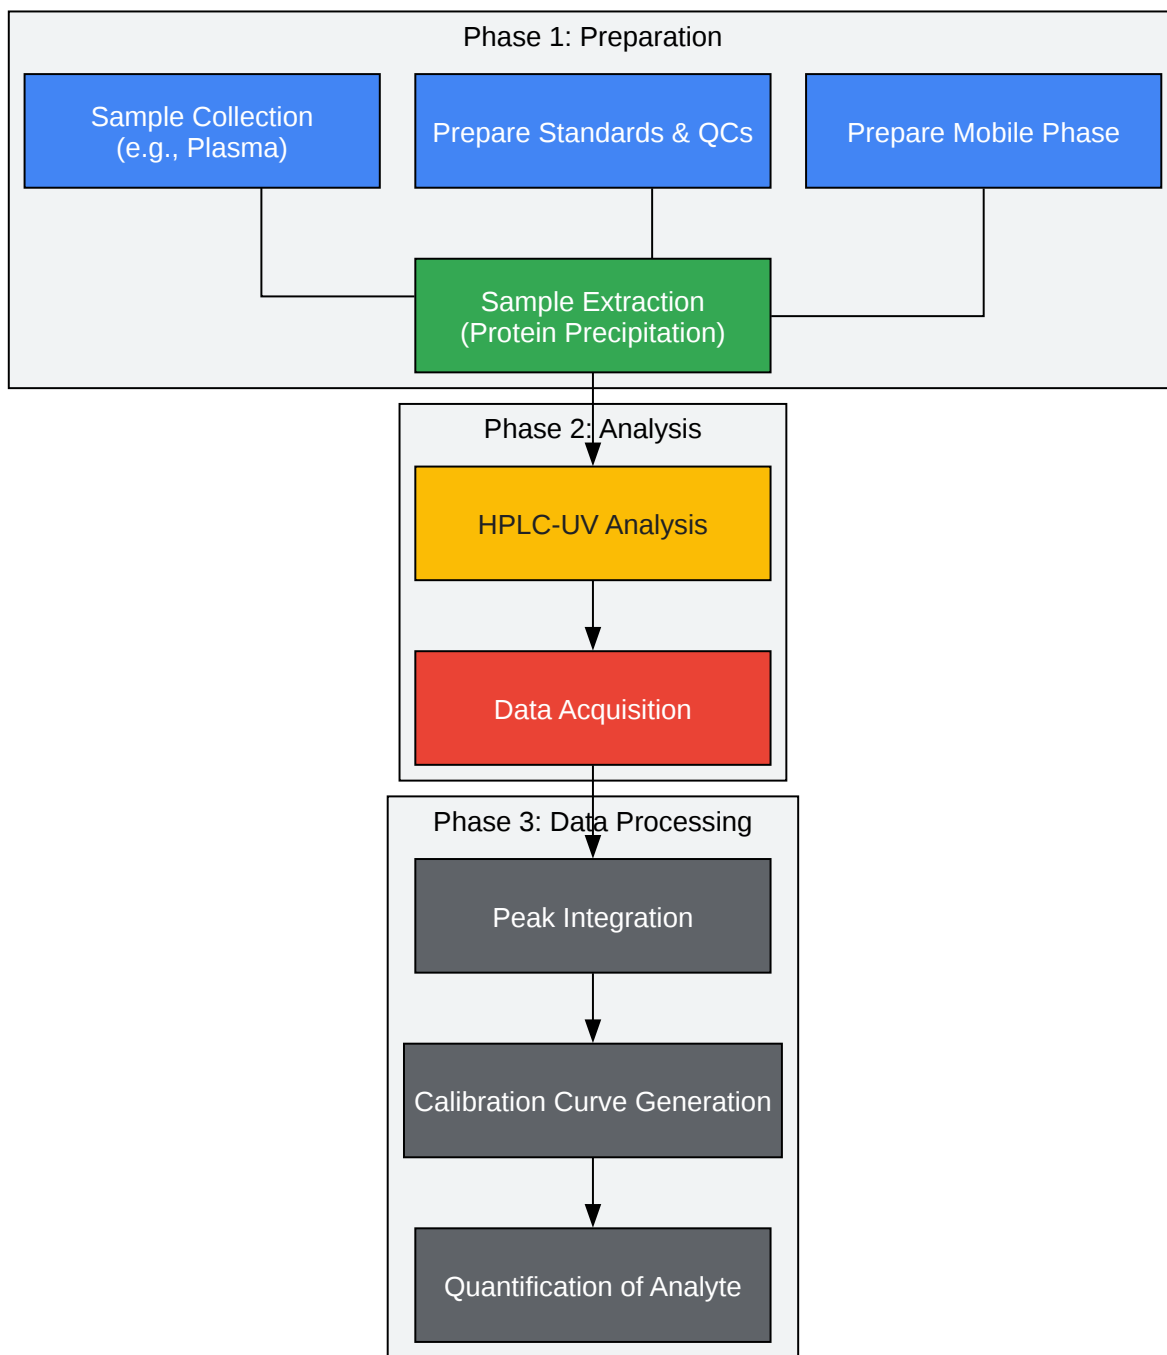 Phase 1: Preparation
Sample Collection
(e.g., Plasma)
Prepare Standards & QCs
Prepare Mobile Phase
Sample Extraction
(Protein Precipitation)
Phase 2: Analysis
HPLC-UV Analysis
Data Acquisition
Phase 3: Data Processing
Peak Integration
Calibration Curve Generation
Quantification of Analyte